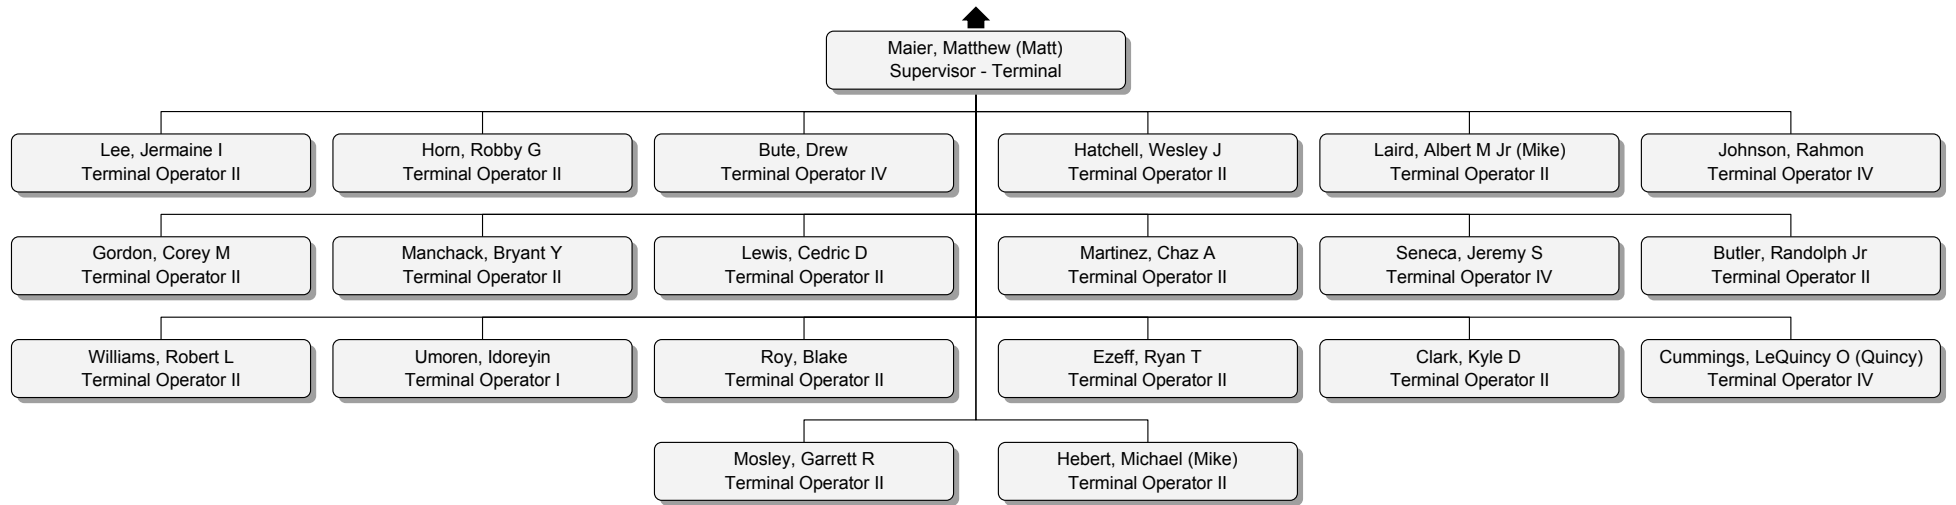 Maier, Matthew (Matt)
Supervisor - Terminal
Lee, Jermaine I
Terminal Operator II
Horn, Robby G
Terminal Operator II
Bute, Drew
Terminal Operator IV
Hatchell, Wesley J
Terminal Operator II
Laird, Albert M Jr (Mike)
Terminal Operator II
Johnson, Rahmon
Terminal Operator IV
Gordon, Corey M
Terminal Operator II
Manchack, Bryant Y
Terminal Operator II
Lewis, Cedric D
Terminal Operator II
Martinez, Chaz A
Terminal Operator II
Seneca, Jeremy S
Terminal Operator IV
Butler, Randolph Jr
Terminal Operator II
Williams, Robert L
Terminal Operator II
Umoren, Idoreyin
Terminal Operator I
Roy, Blake
Terminal Operator II
Ezeff, Ryan T
Terminal Operator II
Clark, Kyle D
Terminal Operator II
Cummings, LeQuincy O (Quincy)
Terminal Operator IV
Mosley, Garrett R
Terminal Operator II
Hebert, Michael (Mike)
Terminal Operator II